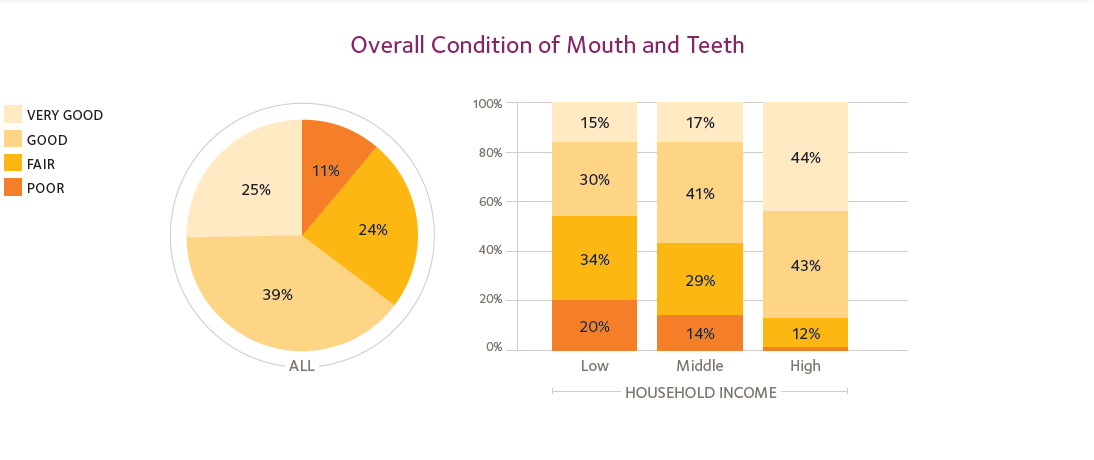 Overall Condition of Mouth and Teeth
VERY GOOD
GOOD
FAIR
POOR
11%
25%
24%
39%
ALL
100%
80%
60%
40%
20%
0%
15%
30%
34%
20%
17%
41%
29%
14%
44%
43%
12%
Low
Middle
High
HOUSEHOLD INCOME